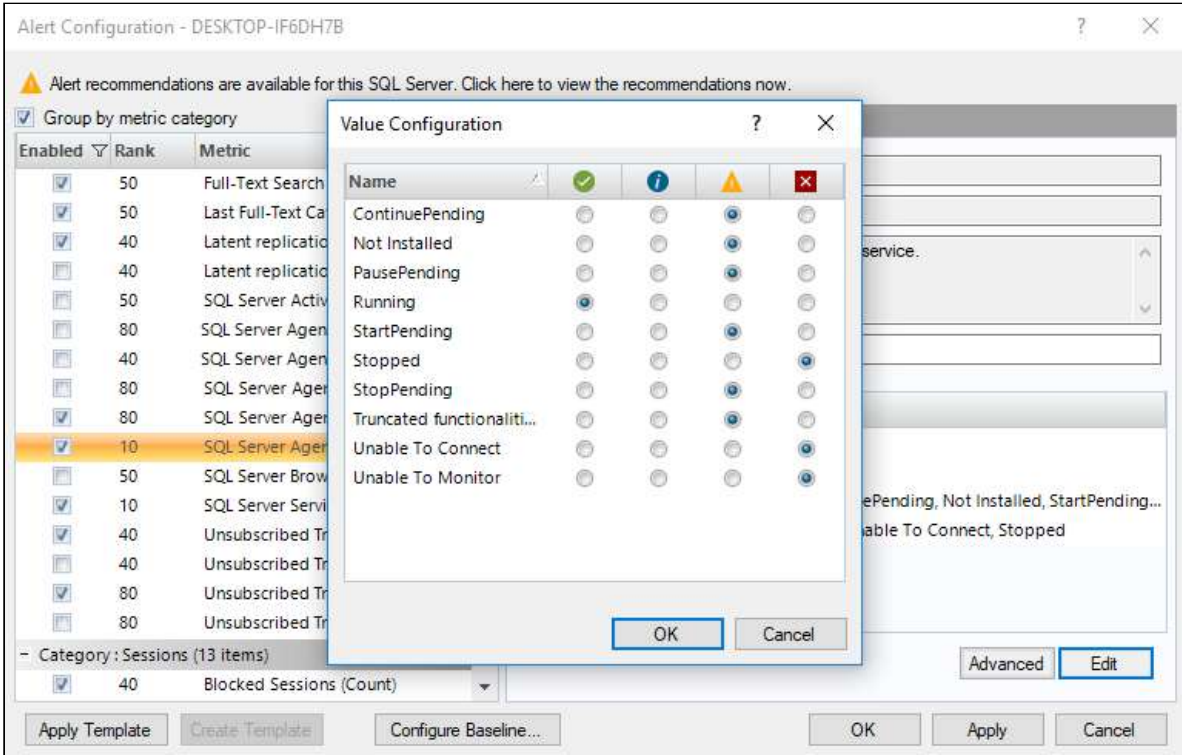 Alert Configuration - DESKTOP-IF6DH7B ?
Alert recommendations are available for this SQL Server. Click here to view the recommendations now.
Group by metric category
Enabled Rank Metric
50 Full-Text Search
50 Last Full-Text Ca
40 Latent replicatio
40 Latent replicatio
50 SQL Server Activ
80 SQL Server Agen
40 SQL Server Agen
80 SQL Server Ager
80 SQL Server Ager
10 SQL Server Ager
50 SQL Server Brow
10 SQL Server Servi
40 Unsubscribed Tr
40 Unsubscribed Tr
80 Unsubscribed Tr
80 Unsubscribed Tr
Category : Sessions (13 items)
40 Blocked Sessions (Count)
Value Configuration ?
Name
ContinuePending
Not Installed
PausePending
Running
StartPending
Stopped
StopPending
Truncated functionaliti...
Unable To Connect
Unable To Monitor
OK Cancel
service.
ePending, Not Installed, StartPending...
able To Connect, Stopped
Advanced Edit
Apply Template Create Template Configure Baseline... OK Apply Cancel